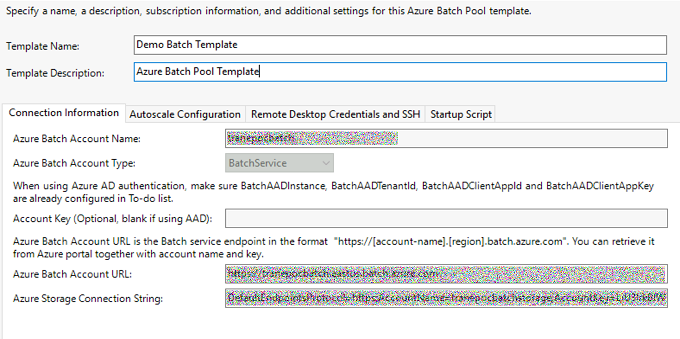 Specify a name, a description, subscription information, and additional settings for this Azure Batch Pool template.
Template Name: Demo Batch Template
Template Description: Azure Batch Pool Template
Connection Information Autoscale Configuration Remote Desktop Credentials and SSH Startup Script
Azure Batch Account Name:
Azure Batch Account Type: BatchService
When using Azure AD authentication, make sure BatchAADInstance, BatchAADTenantId, BatchAADClientAppId and BatchAADClientAppKey
are already configured in To-do list.
Account Key (Optional, blank if using AAD):
Azure Batch Account URL is the Batch service endpoint in the format "https://[account-name].[region].batch.azure.com". You can retrieve it
from Azure portal together with account name and key.
Azure Batch Account URL:
Azure Storage Connection String: